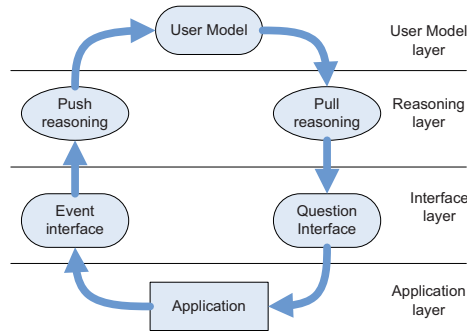 User Model
User Model
layer
Push
reasoning
Pull
reasoning
Reasoning
layer
Event
interface
Question
Interface
Interface
layer
Application
Application
layer